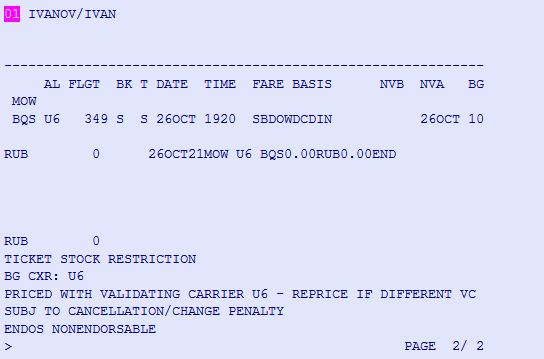 01 IVANOV/IVAN
------------------------------------------------------------
AL FLGT BK T DATE TIME FARE BASIS NVB NVA BG
MOW
BQS U6 349 S S 26OCT 1920 SBDOWDCDIN 26OCT 10
RUB 0 26OCT21MOW U6 BQS0.00RUB0.00END
RUB 0
TICKET STOCK RESTRICTION
BG CXR: U6
PRICED WITH VALIDATING CARRIER U6 - REPRICE IF DIFFERENT VC
SUBJ TO CANCELLATION/CHANGE PENALTY
ENDOS NONENDORSABLE
> PAGE 2/ 2